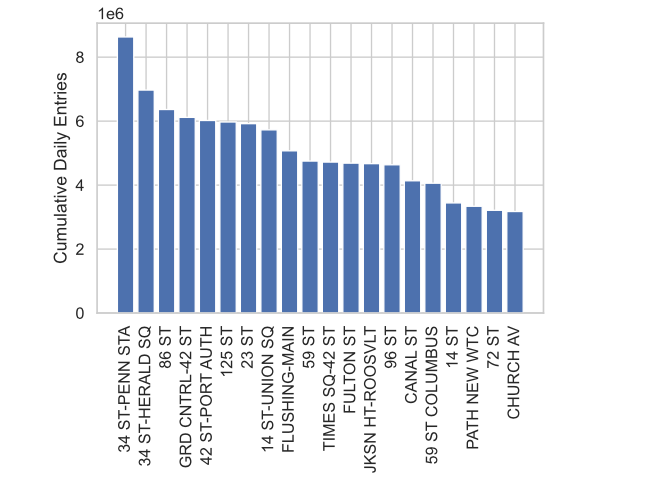 1e6
Cumulative Daily Entries
8
6
4
2
0
34 ST-PENN STA
34 ST-HERALD SQ
86 ST
GRD CNTRL-42 ST
42 ST-PORT AUTH
125 ST
23 ST
14 ST-UNION SQ
FLUSHING-MAIN
59 ST
TIMES SQ-42 ST
FULTON ST
JKSN HT-ROOSVLT
96 ST
CANAL ST
59 ST COLUMBUS
14 ST
PATH NEW WTC
72 ST
CHURCH AV